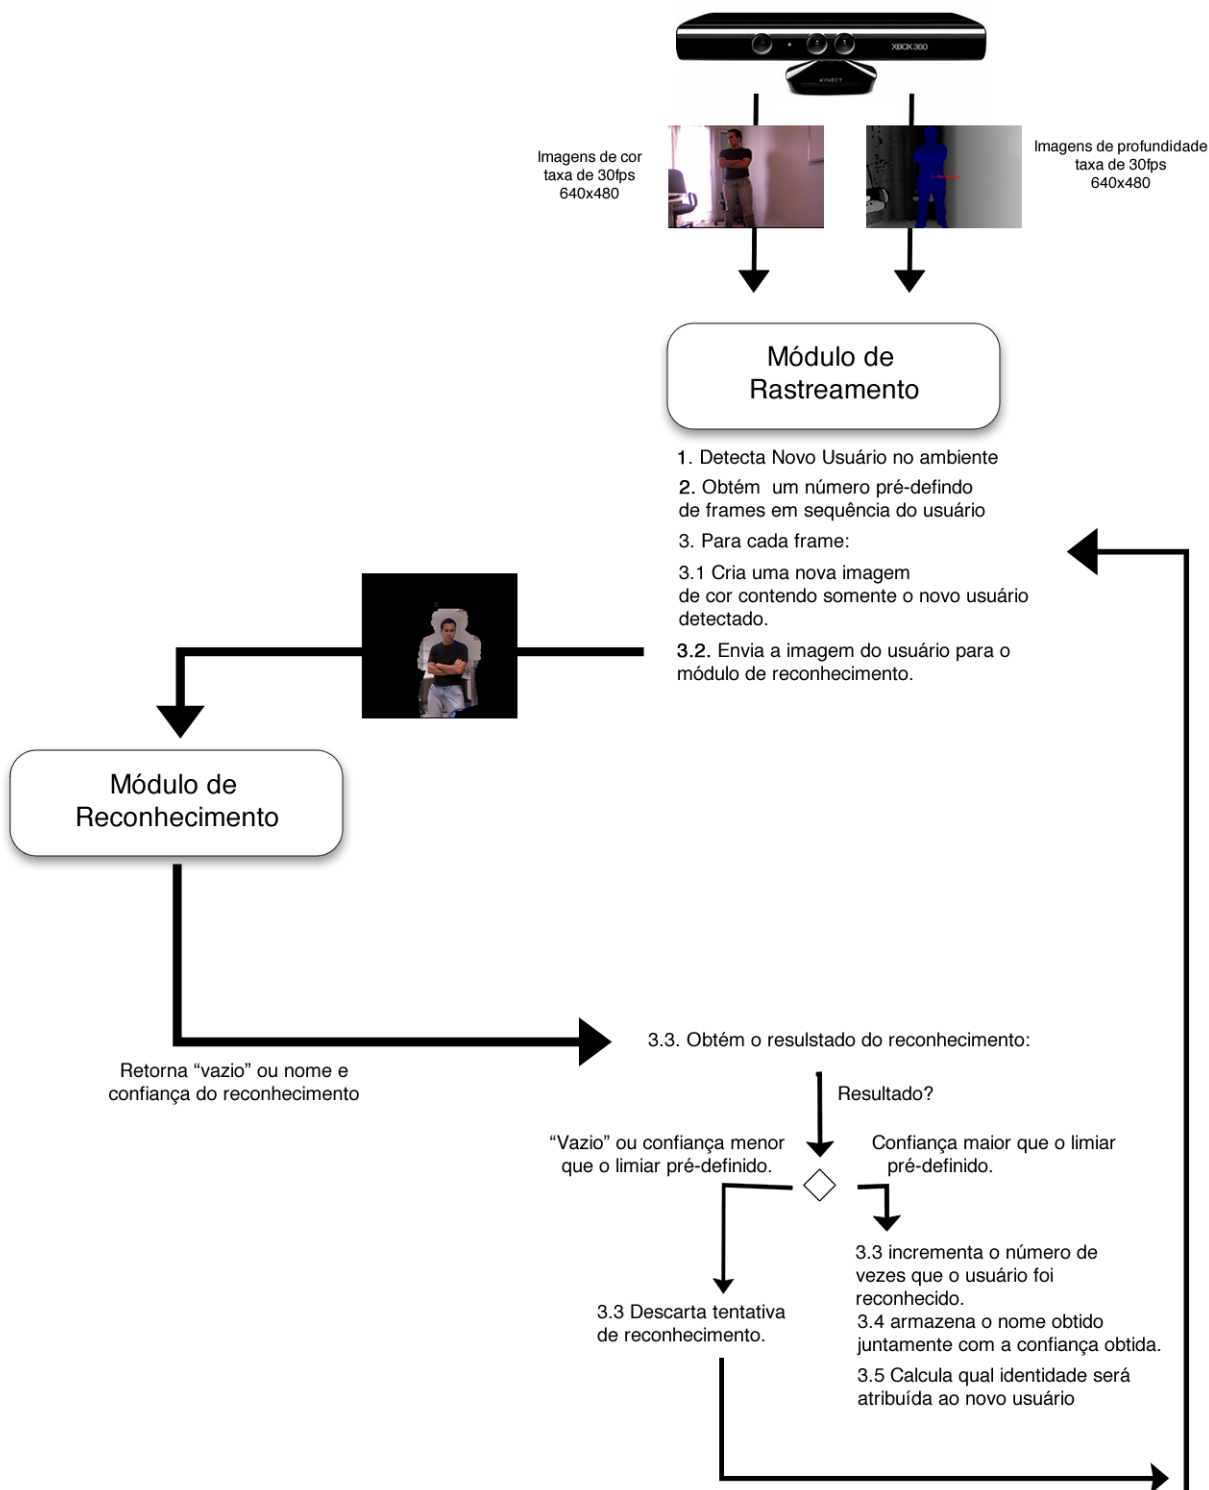 XBOX 360
KINECT
Imagens de cor
taxa de 30fps
640x480
Imagens de profundidade
taxa de 30fps
640x480
Módulo de
Rastreamento
1. Detecta Novo Usuário no ambiente
2. Obtém um número pré-defindo
de frames em sequência do usuário
3. Para cada frame:
3.1 Cria uma nova imagem
de cor contendo somente o novo usuário
detectado.
3.2. Envia a imagem do usuário para o
módulo de reconhecimento.
Módulo de
Reconhecimento
Retorna “vazio” ou nome e
confiança do reconhecimento
3.3. Obtém o resulstado do reconhecimento:
Resultado?
“Vazio” ou confiança menor
que o limiar pré-definido.
Confiança maior que o limiar
pré-definido.
3.3 Descarta tentativa
de reconhecimento.
3.3 incrementa o número de
vezes que o usuário foi
reconhecido.
3.4 armazena o nome obtido
juntamente com a confiança obtida.
3.5 Calcula qual identidade será
atribuída ao novo usuário